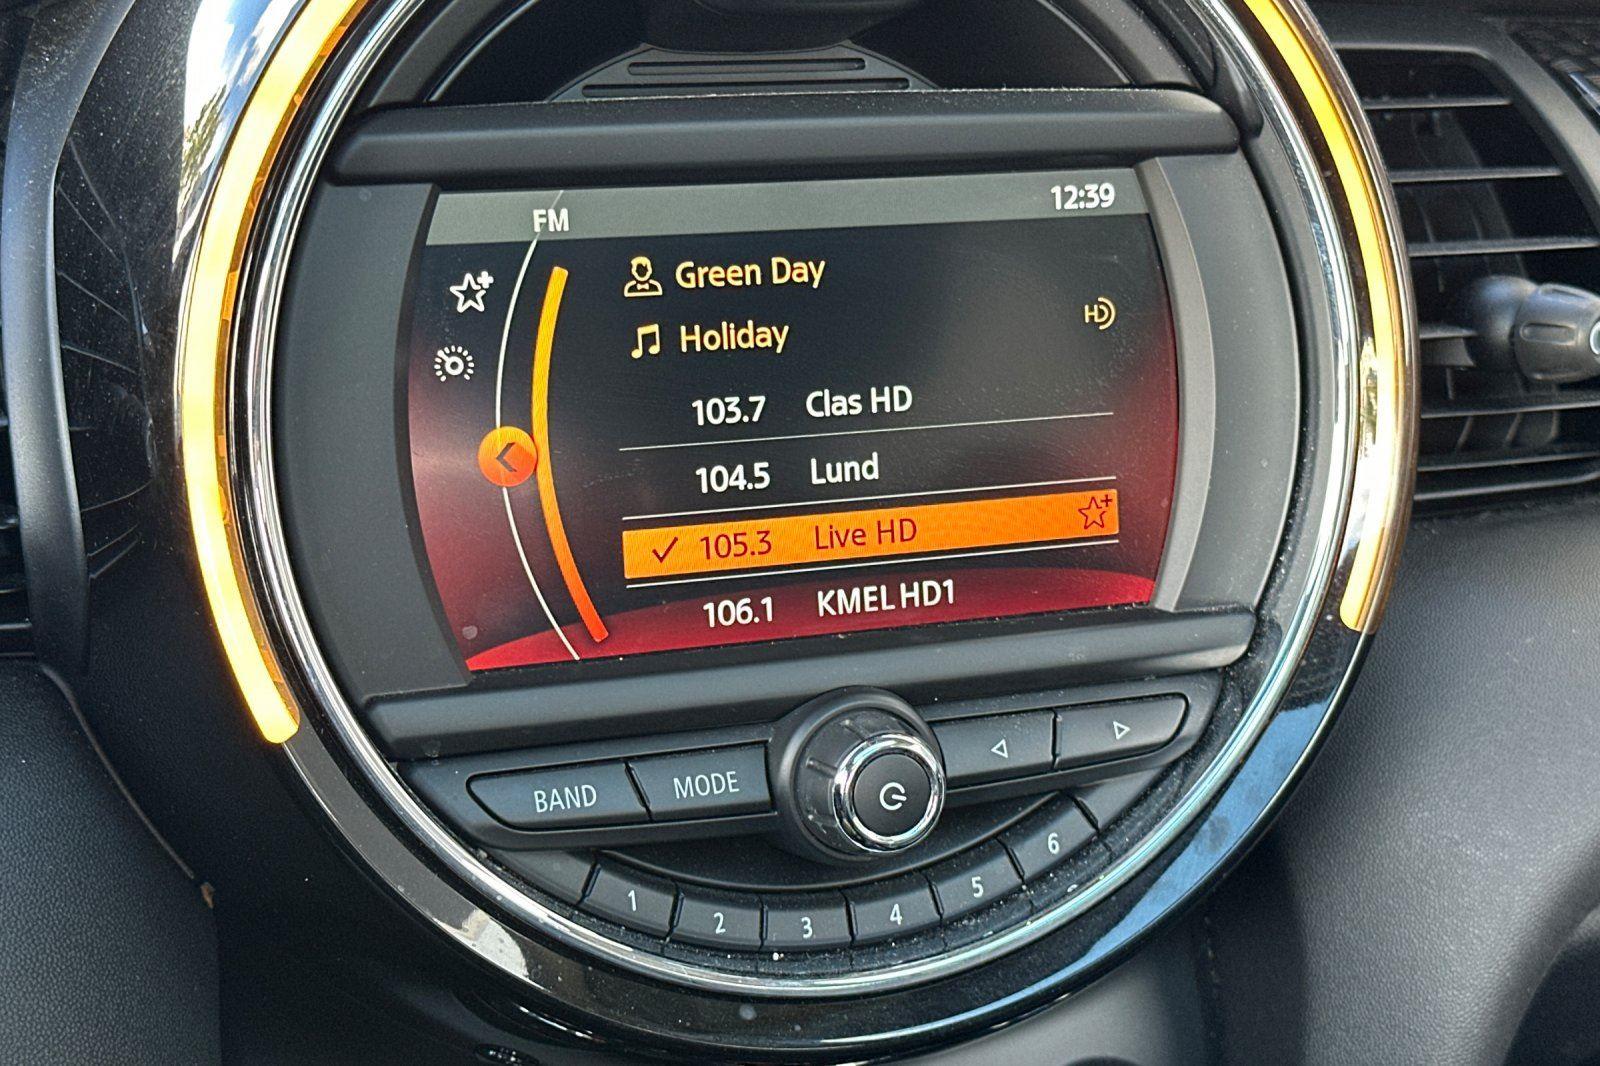 FM 12:39
Green Day
HD
Holiday
103.7 Clas HD
104.5 Lund
105.3 Live HD
106.1 KMEL HD1
BAND MODE
1 2 3 4 5 6